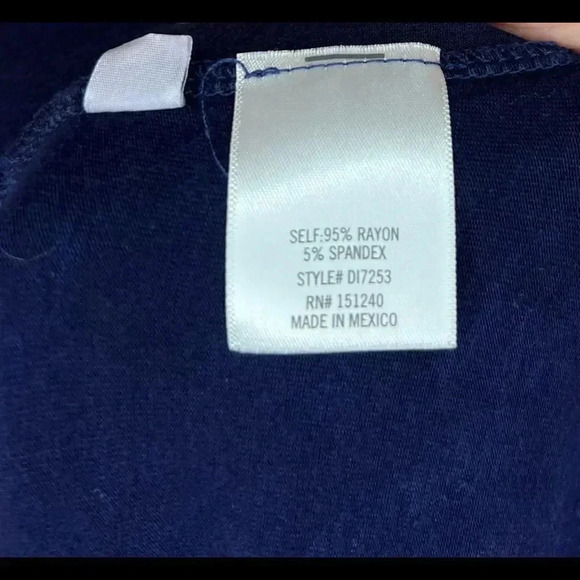 SELF:95% RAYON
5% SPANDEX
STYLE# DI7253
RN# 151240
MADE IN MEXICO